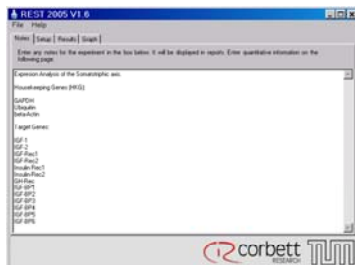 REST 2005 V1.6
File Help
Notes Setup Results Graph
Enter any notes for the experiment in the box below. It will be displayed in reports. Enter quantitative information on the
following page.
Expression Analysis of the Somatotrophic axis.
Housekeeping Genes (HKG)
GAPDH
Ubiquitin
beta-Actin
Target Genes:
IGF-1
IGF-2
IGF-Rec1
IGF-Rec2
Insulin-Rec1
Insulin-Rec2
GH-Rec
IGF-BP1
IGF-BP2
IGF-BP3
IGF-BP4
IGF-BP5
IGF-BP6
corbett
RESEARCH
TUM